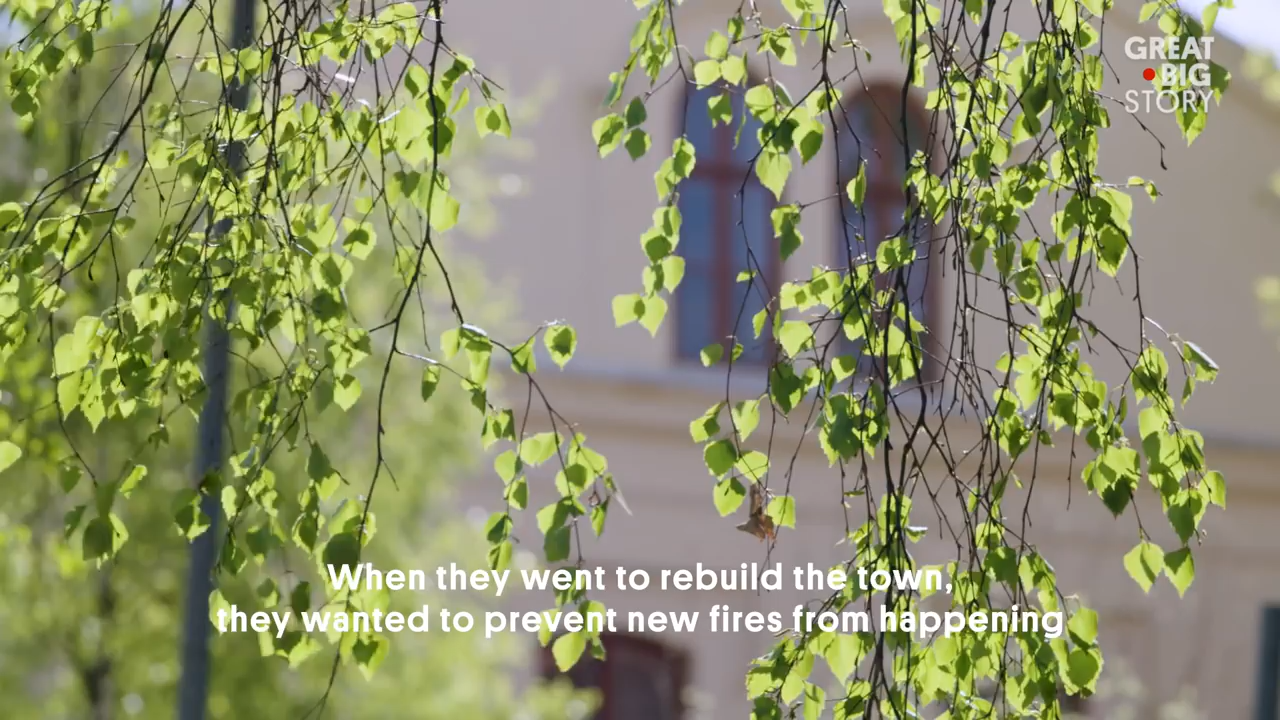 GREAT
BIG
STORY
When they went to rebuild the town,
they wanted to prevent new fires from happening